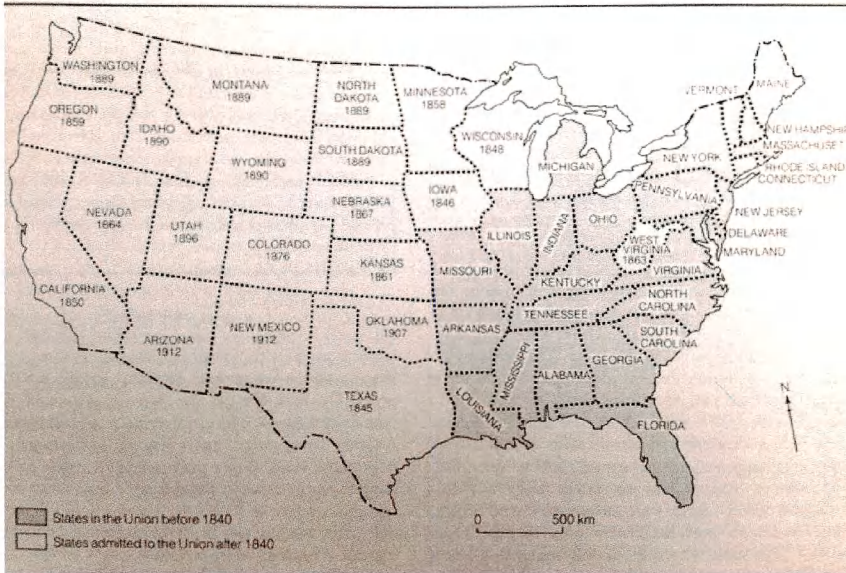 WASHINGTON
1889
OREGON
1859
IDAHO
1890
MONTANA
1889
NORTH
DAKOTA
1889
MINNESOTA
1858
SOUTH DAKOTA
1889
WYOMING
1890
WISCONSIN
1848
MICHIGAN
VERMONT
MAINE
NEW HAMPSHIR
MASSACHUSET
RHODE ISLAND
CONNECTICUT
NEW YORK
PENNSYLVANIA
NEW JERSEY
DELAWARE
MARYLAND
NEVADA
1864
UTAH
1896
COLORADO
1876
NEBRASKA
1867
IOWA
1846
KANSAS
1861
MISSOURI
ILLINOIS
INDIANA
OHIO
WEST
VIRGINIA
1863
VIRGINIA
KENTUCKY
CALIFORNIA
1850
ARIZONA
1912
NEW MEXICO
1912
OKLAHOMA
1907
ARKANSAS
TENNESSEE
NORTH
CAROLINA
SOUTH
CAROLINA
TEXAS
1845
LOUISIANA
MISSISSIPPI
ALABAMA
GEORGIA
FLORIDA
N
States in the Union before 1840
States admitted to the Union after 1840
0 500 km